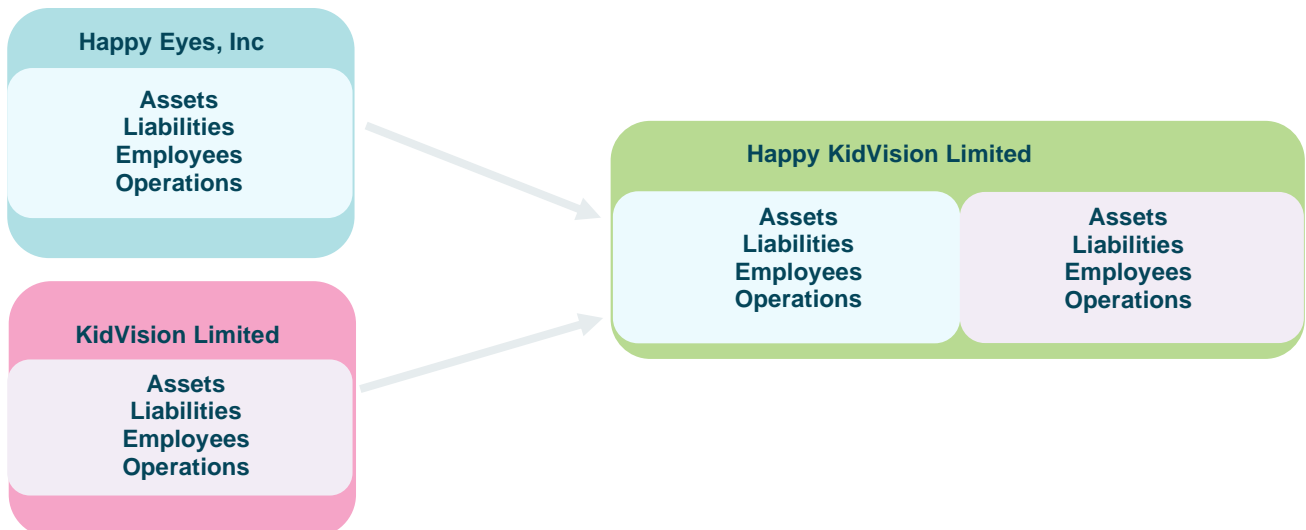 Happy Eyes, Inc
Assets
Liabilities
Employees
Operations
KidVision Limited
Assets
Liabilities
Employees
Operations
Happy KidVision Limited
Assets
Liabilities
Employees
Operations
Assets
Liabilities
Employees
Operations